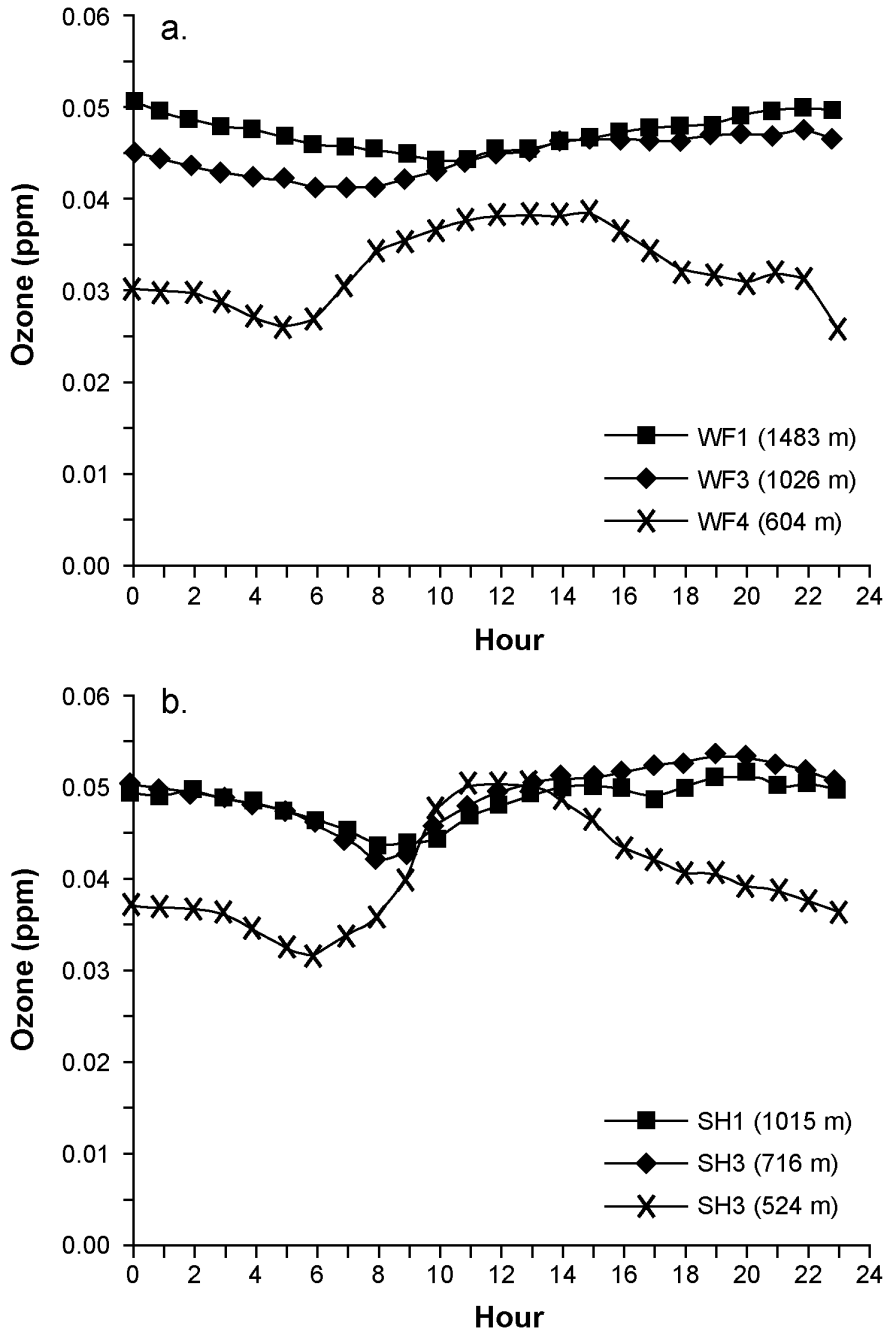 a.
0.06
0.05
0.04
0.03
0.02
0.01
0.00
Ozone (ppm)
WF1 (1483 m)
WF3 (1026 m)
WF4 (604 m)
0 2 4 6 8 10 12 14 16 18 20 22 24
Hour
b.
0.06
0.05
0.04
0.03
0.02
0.01
0.00
Ozone (ppm)
SH1 (1015 m)
SH3 (716 m)
SH3 (524 m)
0 2 4 6 8 10 12 14 16 18 20 22 24
Hour